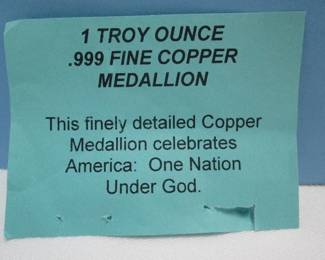 1 TROY OUNCE
.999 FINE COPPER
MEDALLION
This finely detailed Copper
Medallion celebrates
America: One Nation
Under God.